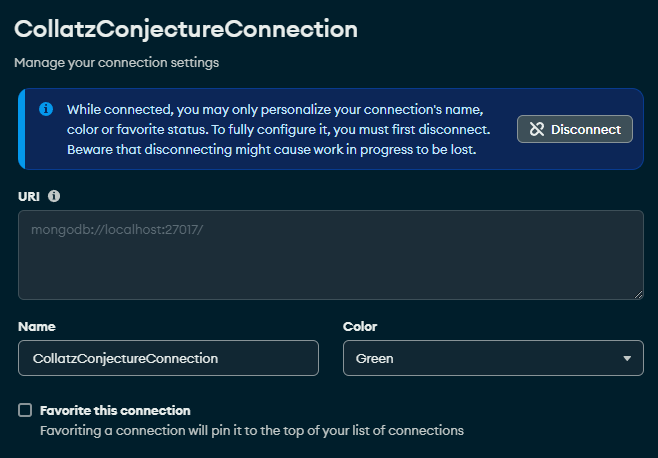 CollatzConjectureConnection
Manage your connection settings
While connected, you may only personalize your connection's name,
color or favorite status. To fully configure it, you must first disconnect.
Beware that disconnecting might cause work in progress to be lost.
Disconnect
URI
mongodb://localhost:27017/
Name
Color
CollatzConjectureConnection
Green
Favorite this connection
Favoriting a connection will pin it to the top of your list of connections